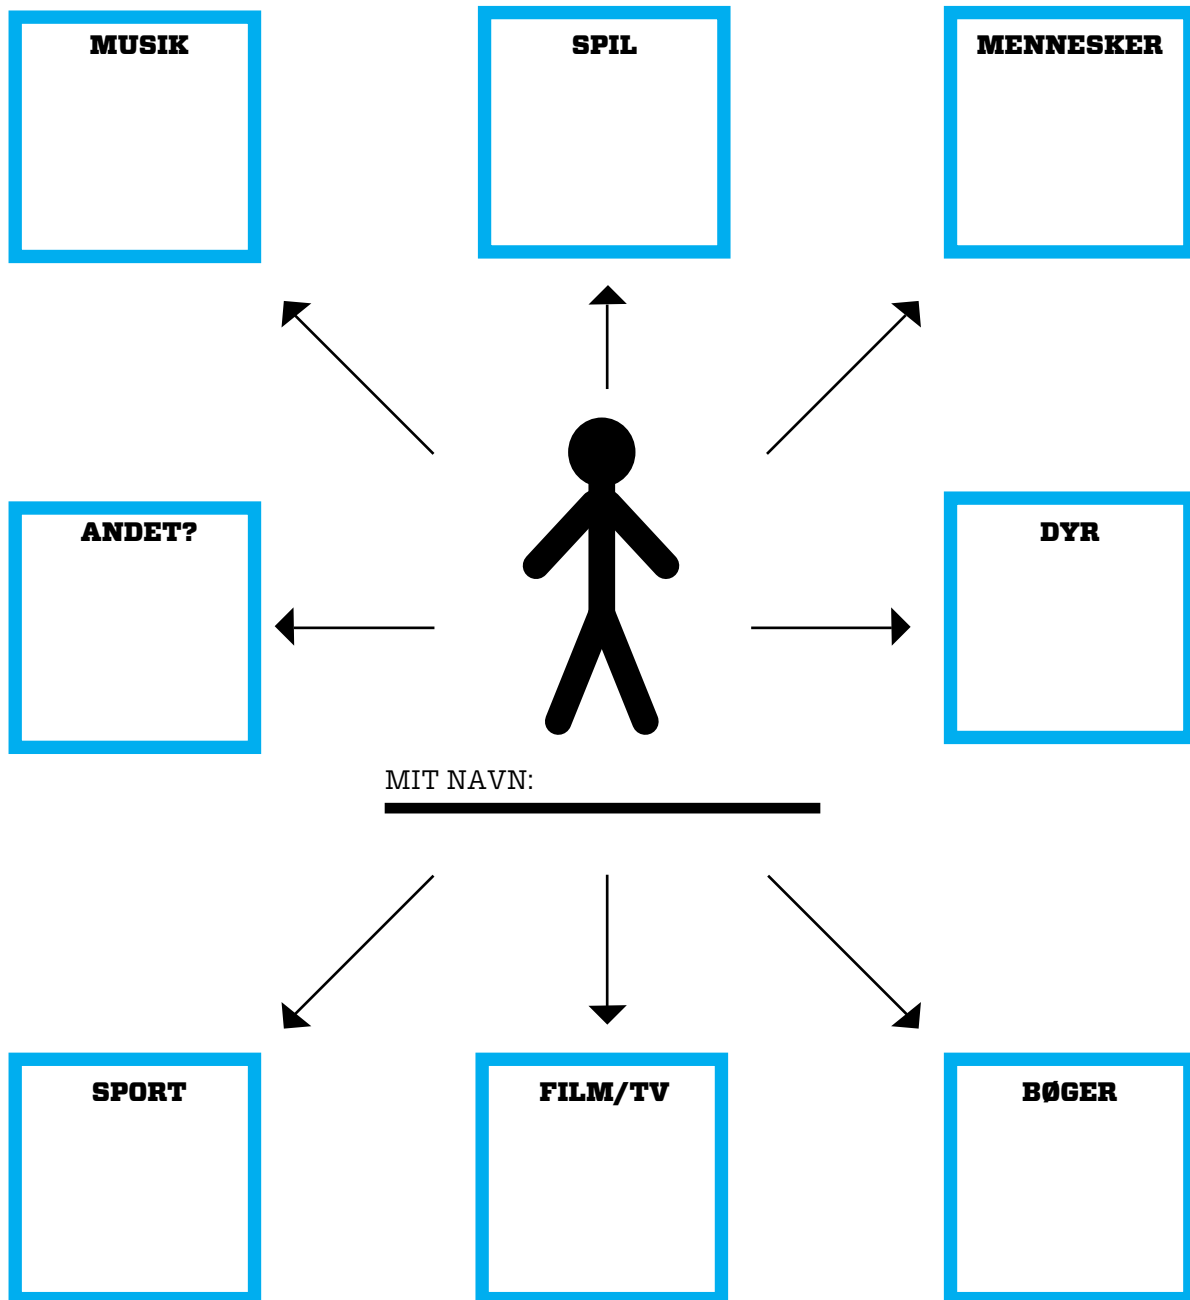 MUSIK
SPIL
MENNESKER
ANDET?
DYR
MIT NAVN:
SPORT
FILM/TV
BØGER